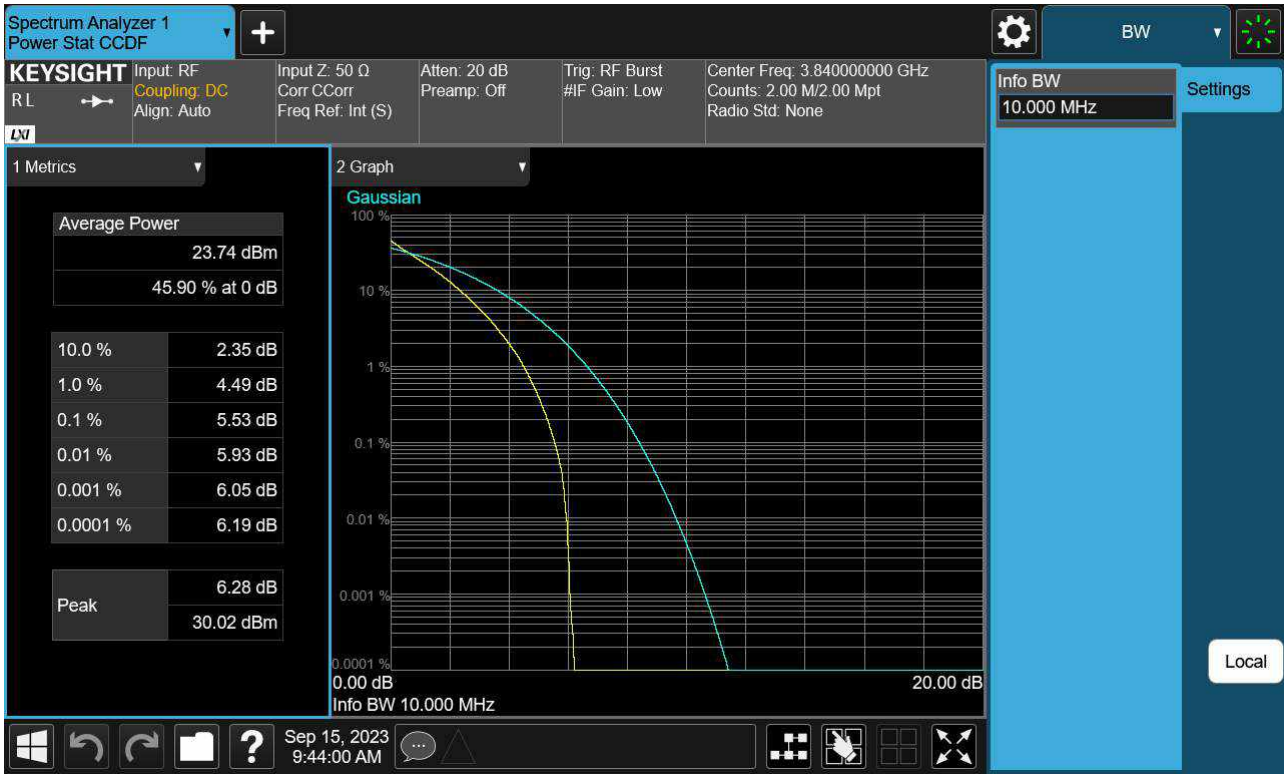 Spectrum Analyzer 1
Power Stat CCDF
BW
KEYSIGHT
R L
LXI
Input: RF
Coupling: DC
Align: Auto
Input Z: 50 Ω
Corr CCorr
Freq Ref: Int (S)
Atten: 20 dB
Preamp: Off
Trig: RF Burst
#IF Gain: Low
Center Freq: 3.840000000 GHz
Counts: 2.00 M/2.00 Mpt
Radio Std: None
Info BW
10.000 MHz
Settings
1 Metrics
Average Power
23.74 dBm
45.90 % at 0 dB
10.0 % 2.35 dB
1.0 % 4.49 dB
0.1 % 5.53 dB
0.01 % 5.93 dB
0.001 % 6.05 dB
0.0001 % 6.19 dB
Peak
6.28 dB
30.02 dBm
2 Graph
Gaussian
100 %
10 %
1 %
0.1 %
0.01 %
0.001 %
0.0001 %
0.00 dB
20.00 dB
Info BW 10.000 MHz
Local
?
Sep 15, 2023
9:44:00 AM